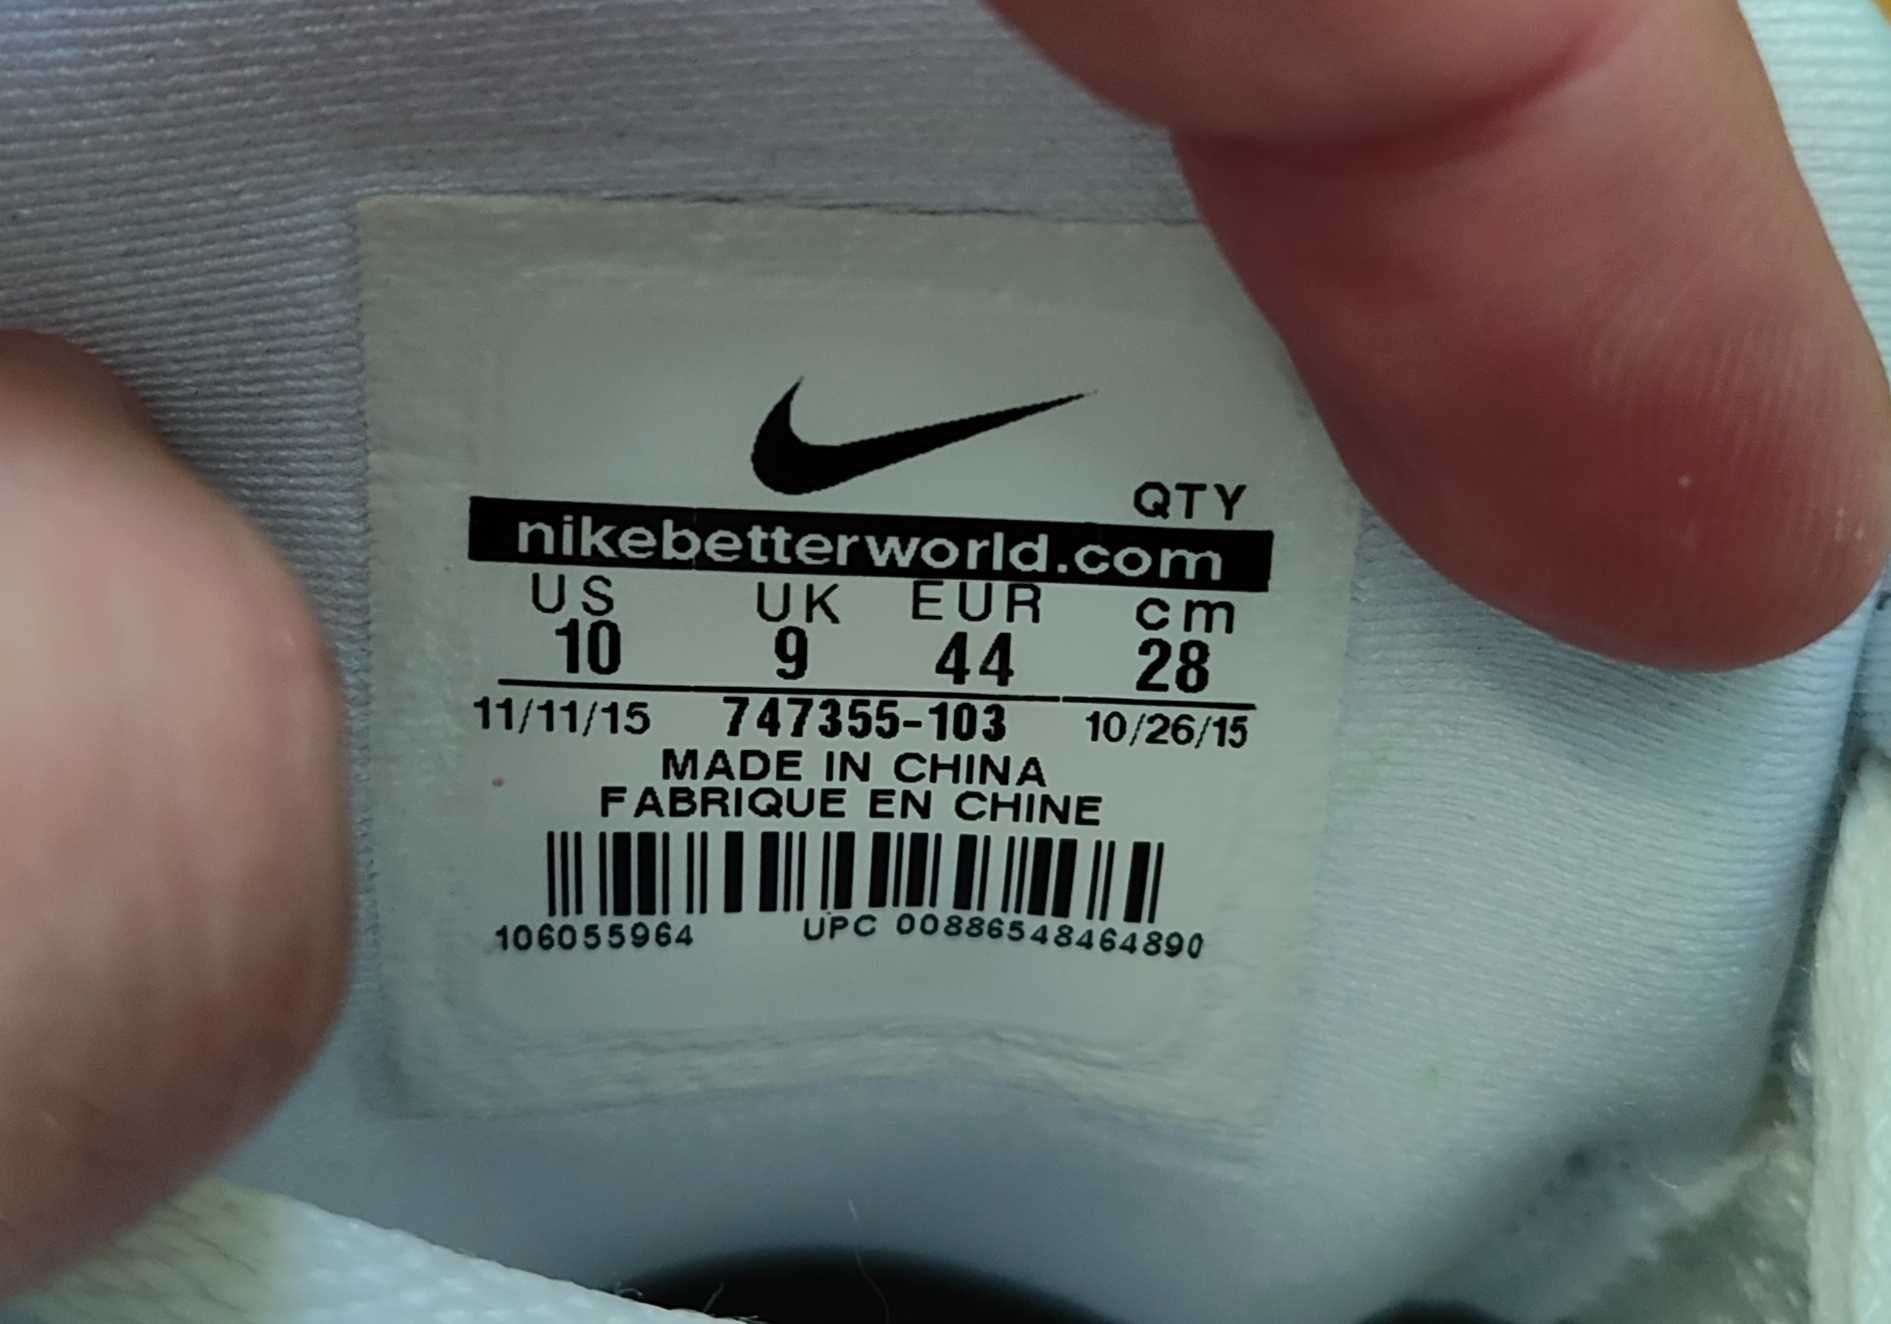 QTY
nikebetterworld.com
US UK EUR cm
10 9 44 28
11/11/15 747355-103 10/26/15
MADE IN CHINA
FABRIQUE EN CHINE
106055964 UPC 00886548464890